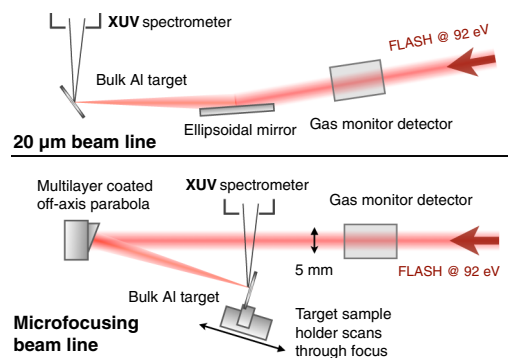 XUV spectrometer
FLASH @ 92 eV
Bulk Al target
Ellipsoidal mirror
Gas monitor detector
20 μm beam line
Multilayer coated
off-axis parabola
XUV spectrometer
Gas monitor detector
5 mm
FLASH @ 92 eV
Bulk Al target
Microfocusing
beam line
Target sample
holder scans
through focus